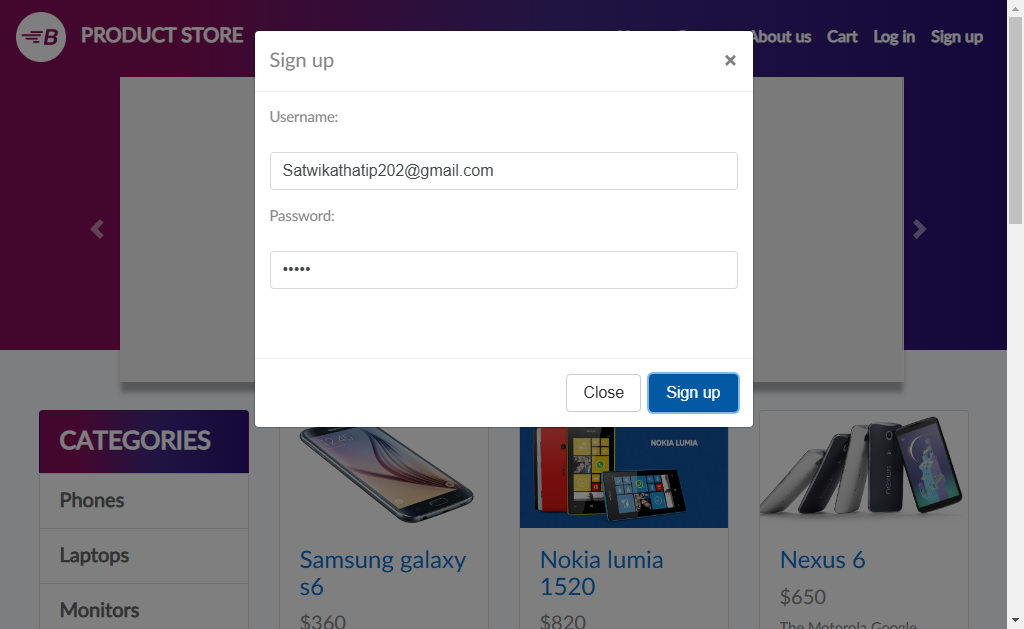 B PRODUCT STORE
About us Cart Log in Sign up
Sign up ×
Username:
Satwikathatip202@gmail.com
Password:
•••••
Close Sign up
CATEGORIES
Phones
Laptops
Monitors
NOKIA LUMIA
nexus
Samsung galaxy
s6
$360
Nokia lumia
1520
$820
Nexus 6
$650
The Motorola Google